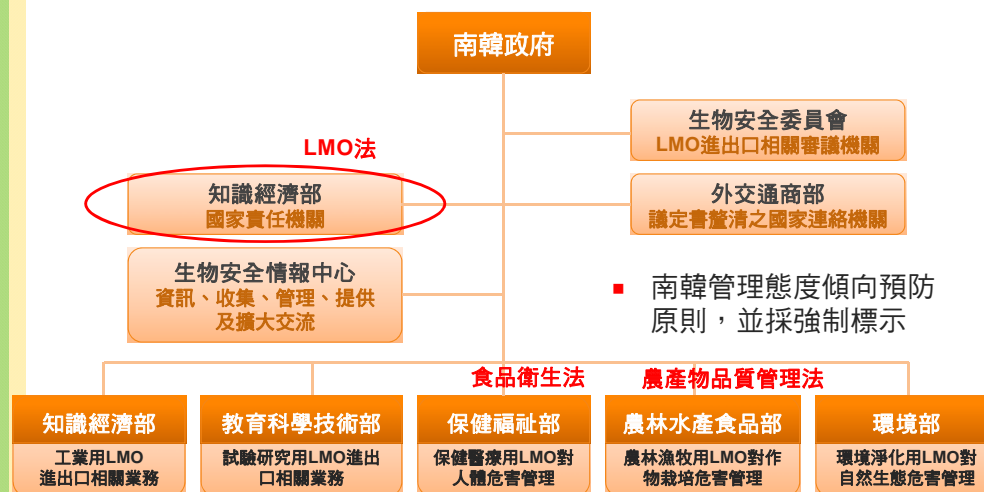 南韓政府
生物安全委員會
LMO進出口相關審議機關
LMO法
知識經濟部
國家責任機關
外交通商部
議定書釐清之國家連絡機關
生物安全情報中心
資訊、收集、管理、提供
及擴大交流
▪ 南韓管理態度傾向預防
原則，並採強制標示
食品衛生法
農產物品質管理法
知識經濟部
工業用LMO
進出口相關業務
教育科學技術部
試驗研究用LMO進出
口相關業務
保健福祉部
保健醫療用LMO對
人體危害管理
農林水產食品部
農林漁牧用LMO對作
物栽培危害管理
環境部
環境淨化用LMO對
自然生態危害管理